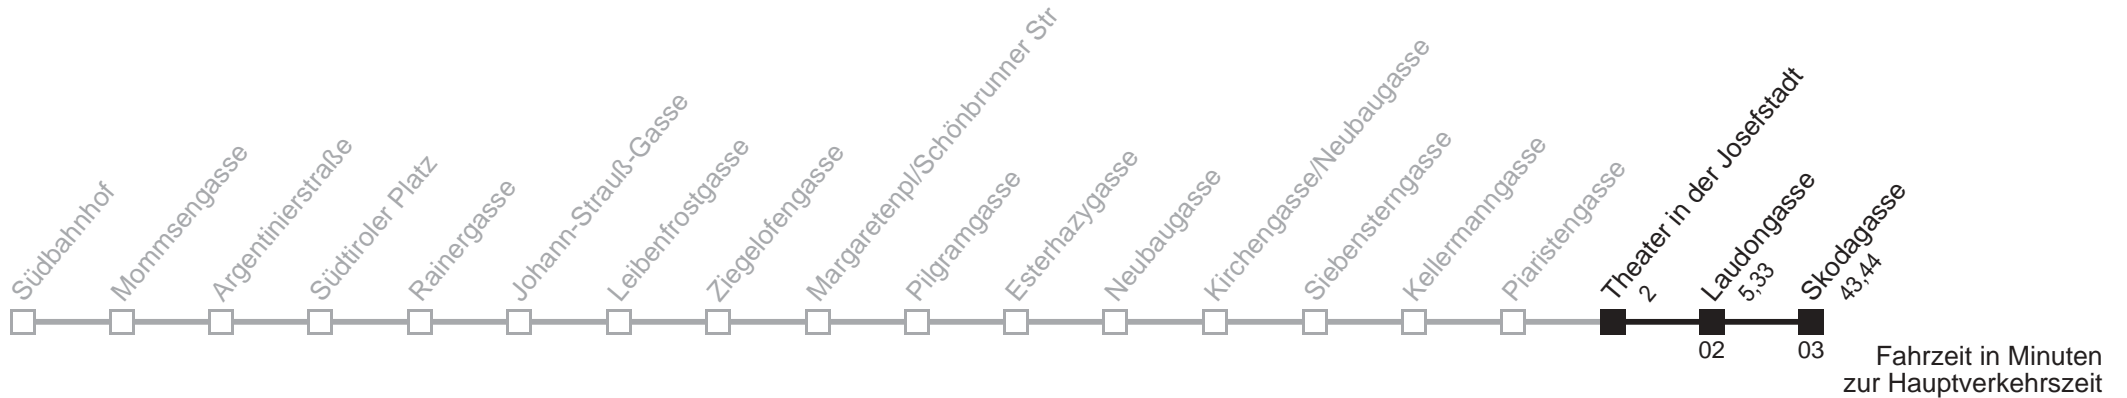 Südbahnhof
Mommsengasse
Argentinierstraße
Südtiroler Platz
Rainergasse
Johann-Strauß-Gasse
Leibenfrostgasse
Ziegelofengasse
Margaretenpl/Schönbrunner Str
Pilgramgasse
Esterhazygasse
Neubaugasse
Kirchengasse/Neubaugasse
Siebensterngasse
Kellermanngasse
Piaristengasse
Theater in der Josefstadt
2
Laudongasse
5,33
Skodagasse
43,44
02
03
Fahrzeit in Minuten
zur Hauptverkehrszeit